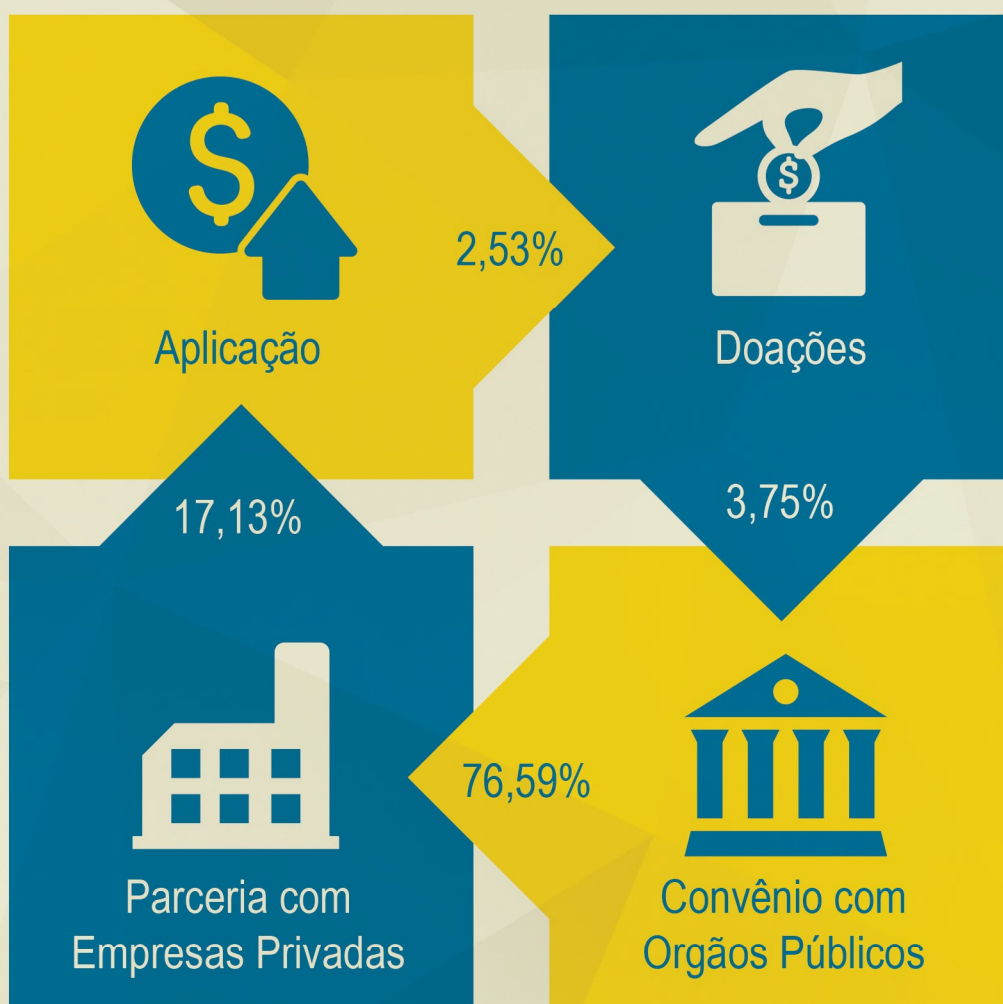 $
$
2,53%
Aplicação
Doações
17,13%
3,75%
76,59%
Parceria com
Empresas Privadas
Convênio com
Orgãos Públicos